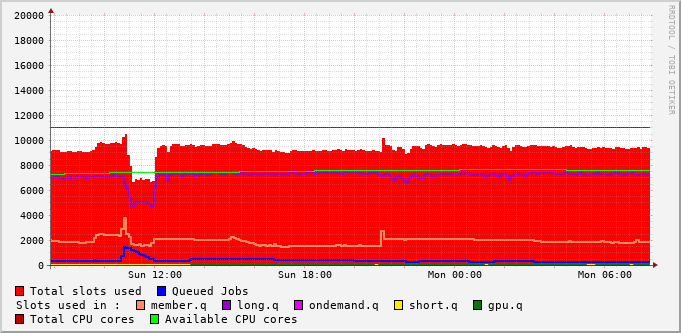 20000
18000
16000
14000
12000
10000
8000
6000
4000
2000
0
Sun 12:00 Sun 18:00 Mon 00:00 Mon 06:00
Total slots used Queued Jobs
Slots used in : member.q long.q ondemand.q short.q gpu.q
Total CPU cores Available CPU cores
RRDTOOL / TOBI OETIKER